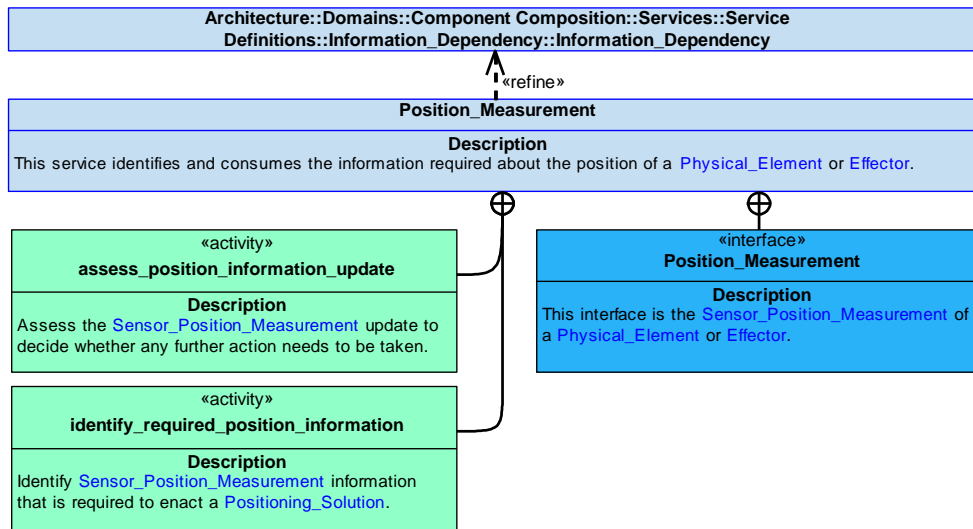 Architecture::Domains::Component Composition::Services::Service
Definitions::Information_Dependency::Information_Dependency
«refine»
Position_Measurement
Description
This service identifies and consumes the information required about the position of a Physical_Element or Effector.
«activity»
assess_position_information_update
Description
Assess the Sensor_Position_Measurement update to
decide whether any further action needs to be taken.
«interface»
Position_Measurement
Description
This interface is the Sensor_Position_Measurement of
a Physical_Element or Effector.
«activity»
identify_required_position_information
Description
Identify Sensor_Position_Measurement information
that is required to enact a Positioning_Solution.